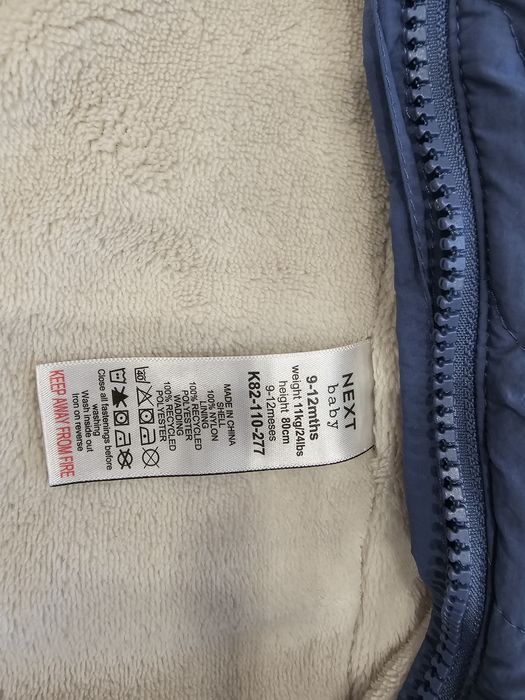 NEXT
baby
9-12mths
weight 11kg/24lbs
height 80cm
9-12meses
K82-110-277
MADE IN CHINA
SHELL
100% NYLON
LINING
100% RECYCLED
POLYESTER
WADDING
100% RECYCLED
POLYESTER
40
Close all fastenings before
washing
Wash inside out
Iron on reverse
KEEP AWAY FROM FIRE